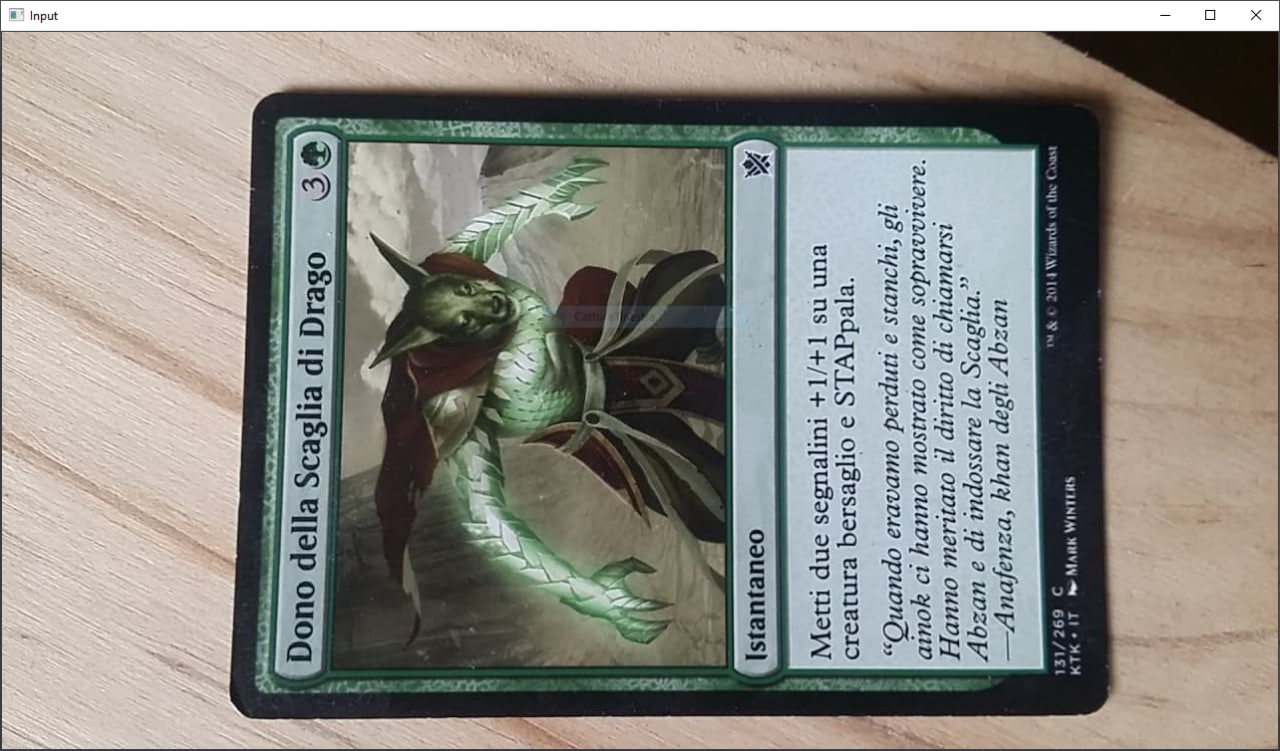 Input
Dono della Scaglia di Drago
3
Cattura finestra
Istantaneo
Metti due segnalini +1/+1 su una
creatura bersaglio e STAPpala.
“Quando eravamo perduti e stanchi, gli
ainok ci hanno mostrato come sopravvivere.
Hanno meritato il diritto di chiamarsi
Abzan e di indossare la Scaglia.”
—Anafenza, khan degli Abzan
131/269 C
KTK • IT MARK WINTERS
™ & © 2014 Wizards of the Coast